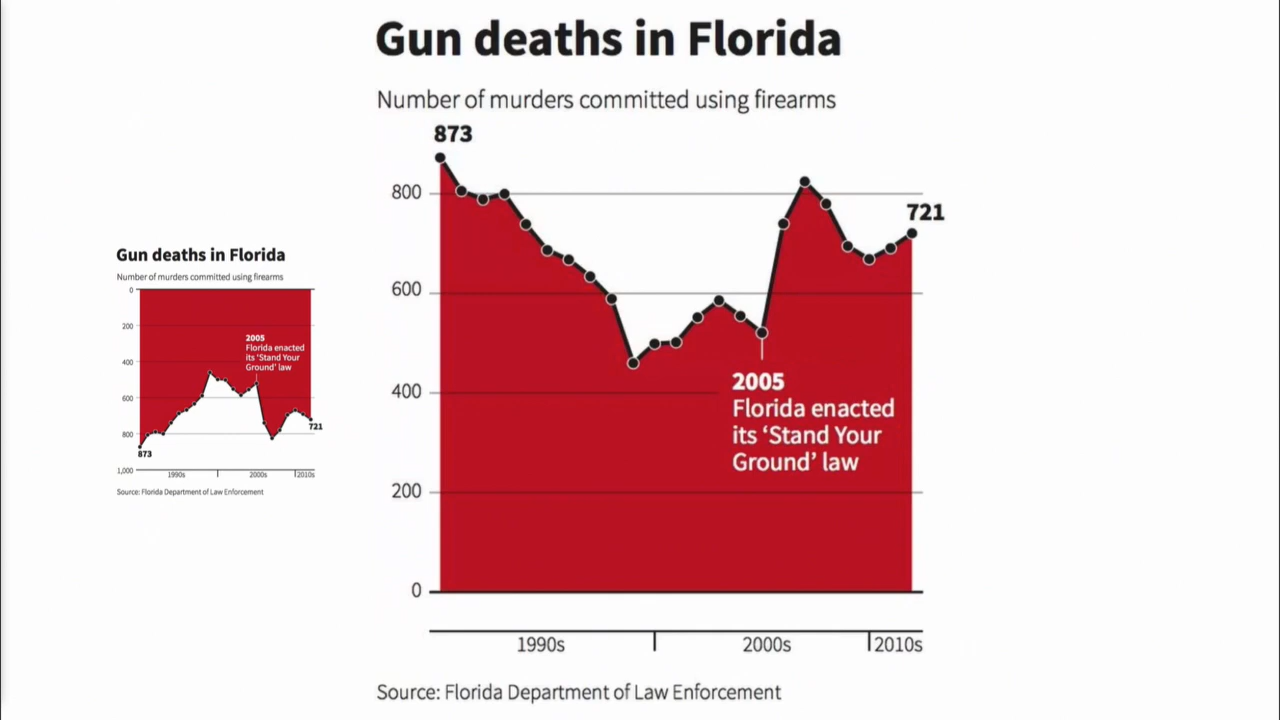 Gun deaths in Florida
Number of murders committed using firearms
0
200
400
600
800
1,000
2005
Florida enacted
its 'Stand Your
Ground' law
721
873
1990s
2000s
2010s
Source: Florida Department of Law Enforcement
Gun deaths in Florida
Number of murders committed using firearms
873
800
721
600
400
2005
Florida enacted
its 'Stand Your
Ground' law
200
0
1990s
2000s
2010s
Source: Florida Department of Law Enforcement